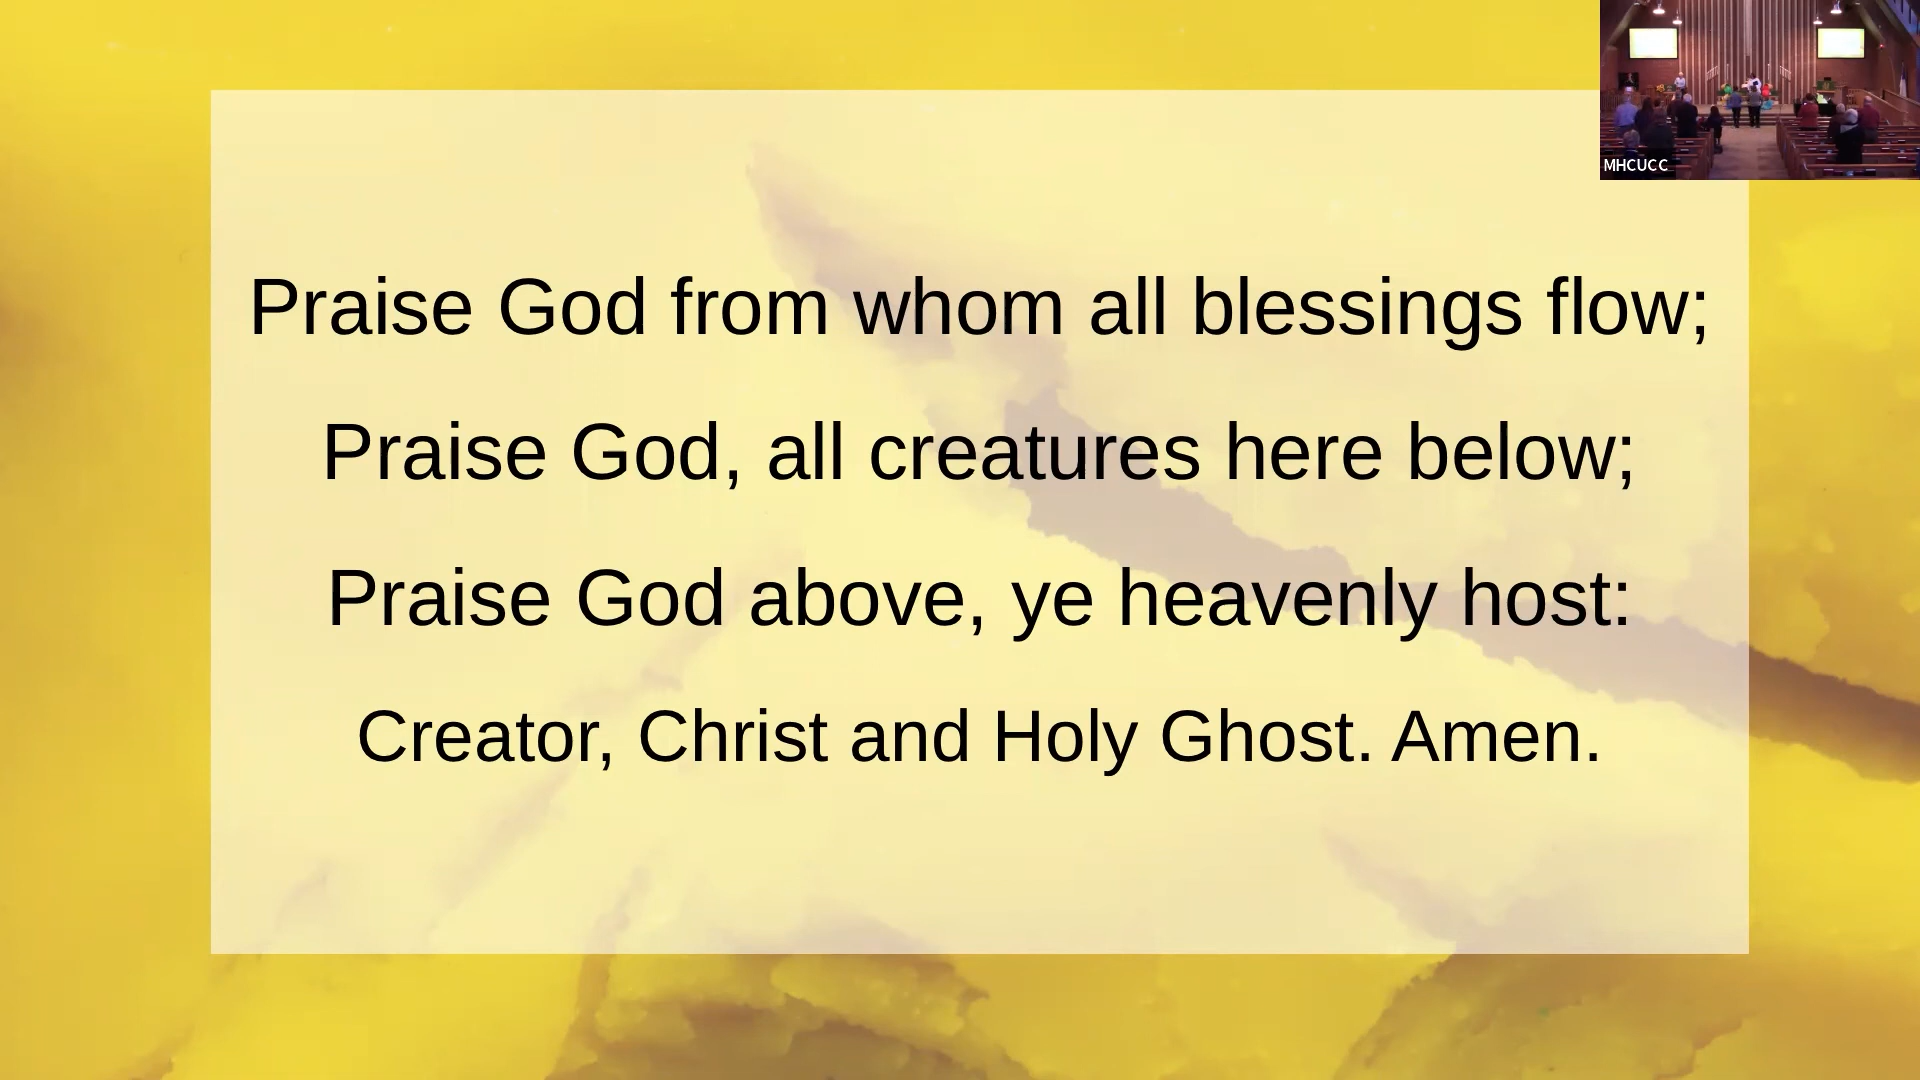 Praise God from whom all blessings flow;
Praise God, all creatures here below;
Praise God above, ye heavenly host:
Creator, Christ and Holy Ghost. Amen.
MHCUCC